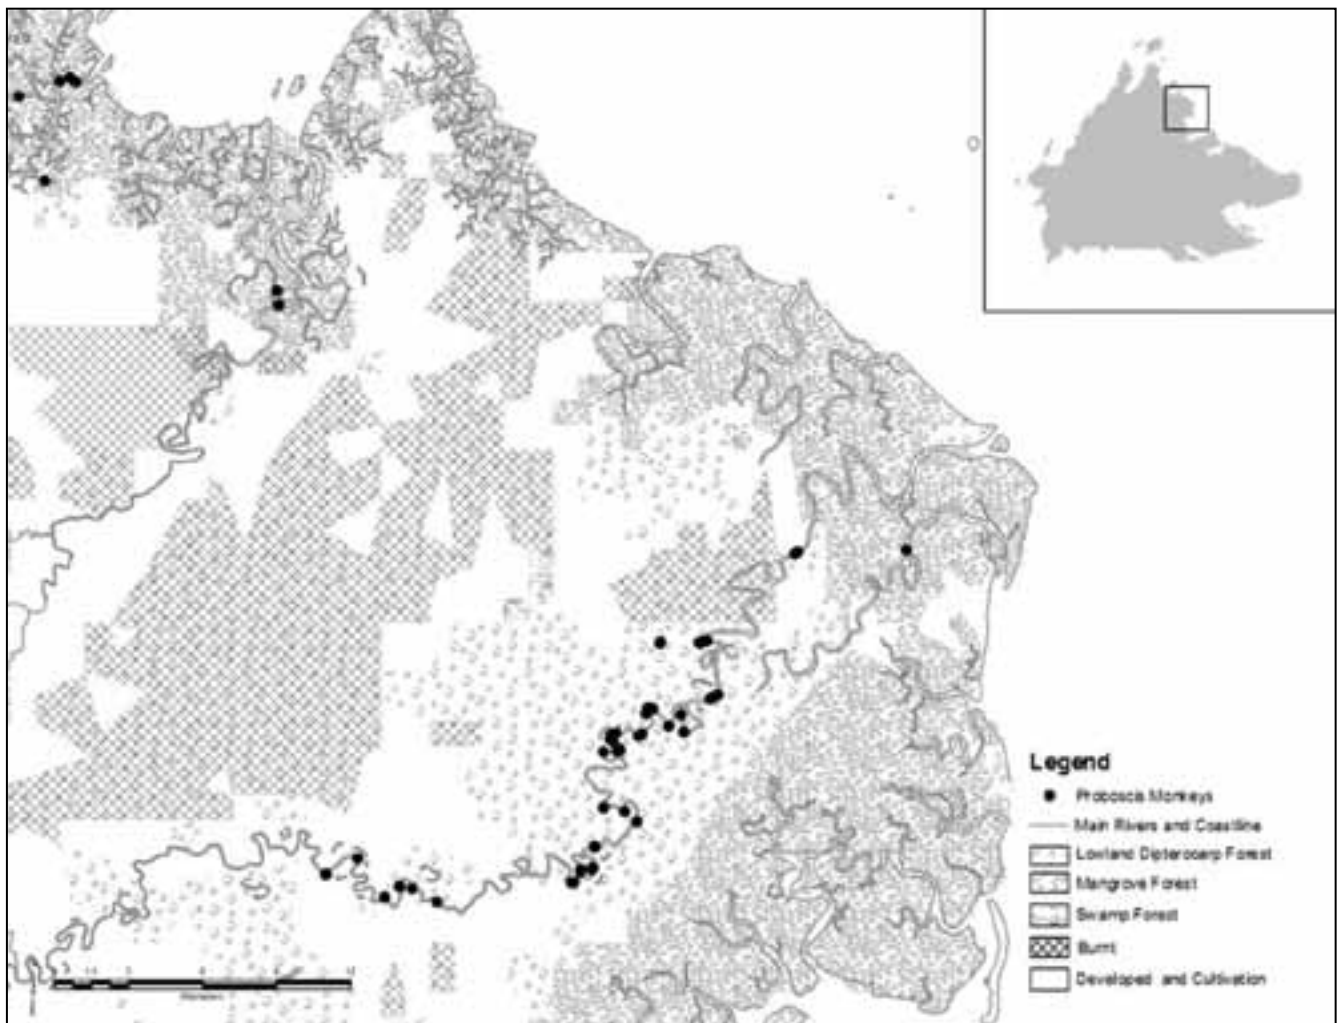 Legend
Proboscis Monkeys
Main Rivers and Coastline
Lowland Dipterocarp Forest
Mangrove Forest
Swamp Forest
Burnt
Developed and Cultivation